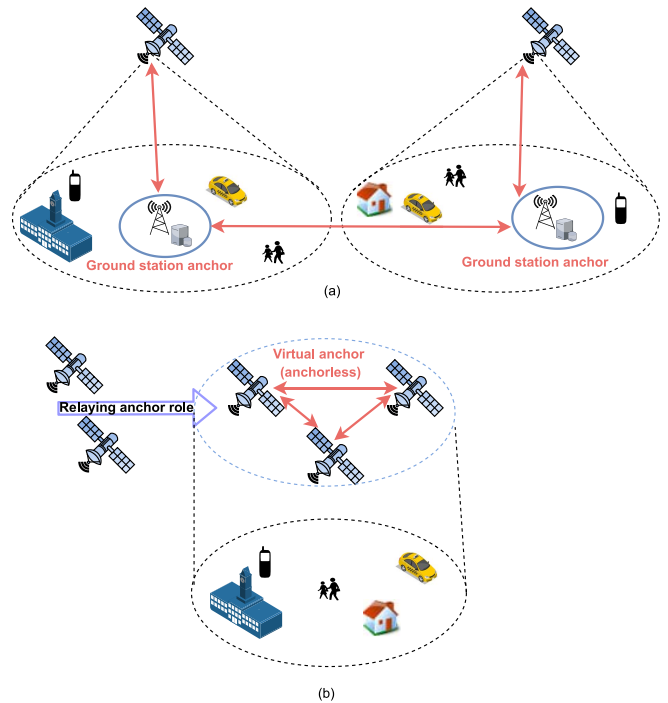 Ground station anchor
Ground station anchor
(a)
Virtual anchor
(anchorless)
Relaying anchor role
(b)